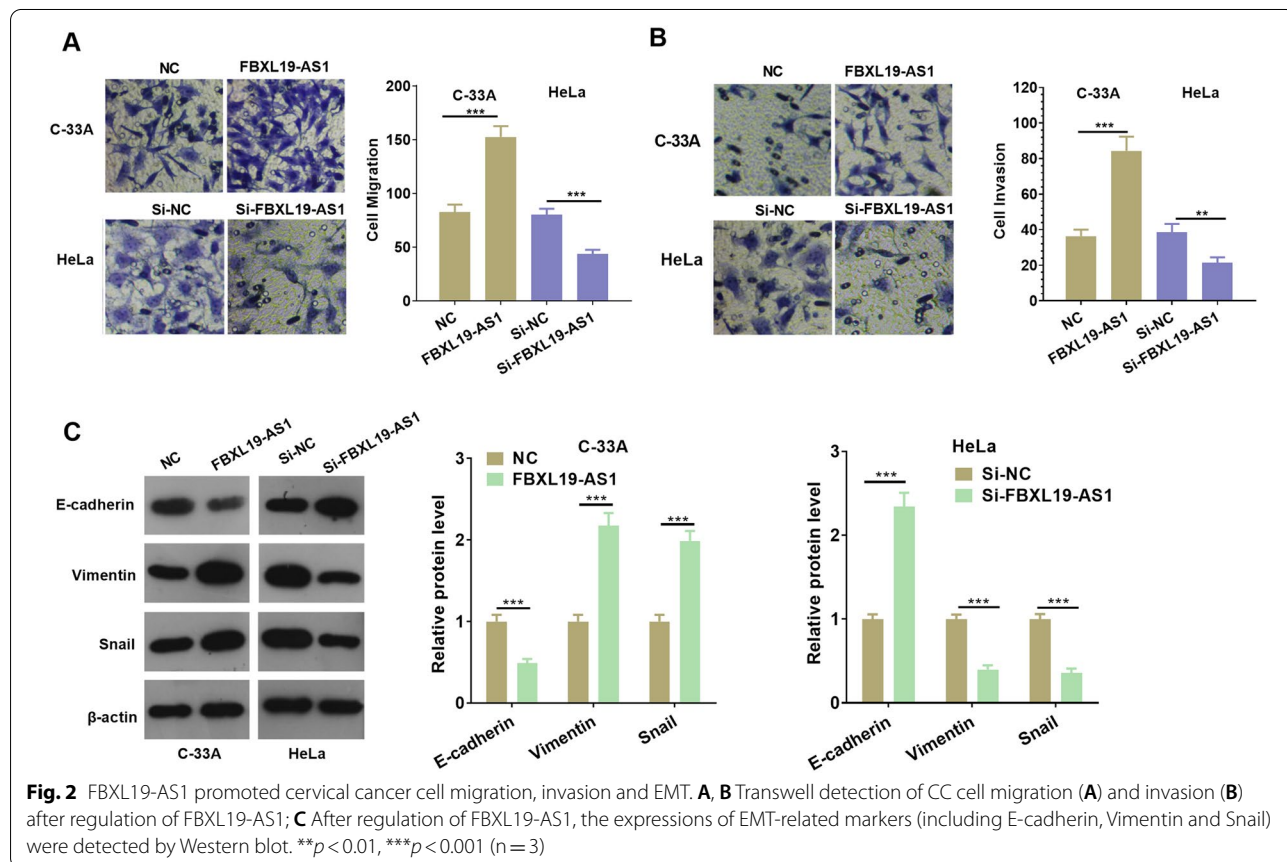 A
NC
FBXL19-AS1
C-33A
Si-NC
Si-FBXL19-AS1
HeLa
Cell Migration
200
150
100
50
0
C-33A
HeLa
***
***
NC
FBXL19-AS1
Si-NC
Si-FBXL19-AS1
B
NC
FBXL19-AS1
C-33A
Si-NC
Si-FBXL19-AS1
HeLa
Cell Invasion
120
100
80
60
40
20
0
C-33A
HeLa
***
**
NC
FBXL19-AS1
Si-NC
Si-FBXL19-AS1
C
NC
FBXL19-AS1
Si-NC
Si-FBXL19-AS1
E-cadherin
Vimentin
Snail
β-actin
C-33A
HeLa
C-33A
NC
FBXL19-AS1
Relative protein level
3
2
1
0
***
***
***
E-cadherin
Vimentin
Snail
HeLa
Si-NC
Si-FBXL19-AS1
Relative protein level
3
2
1
0
***
***
***
E-cadherin
Vimentin
Snail
Fig. 2 FBXL19-AS1 promoted cervical cancer cell migration, invasion and EMT. A, B Transwell detection of CC cell migration (A) and invasion (B)
after regulation of FBXL19-AS1; C After regulation of FBXL19-AS1, the expressions of EMT-related markers (including E-cadherin, Vimentin and Snail)
were detected by Western blot. **p < 0.01, ***p < 0.001 (n = 3)